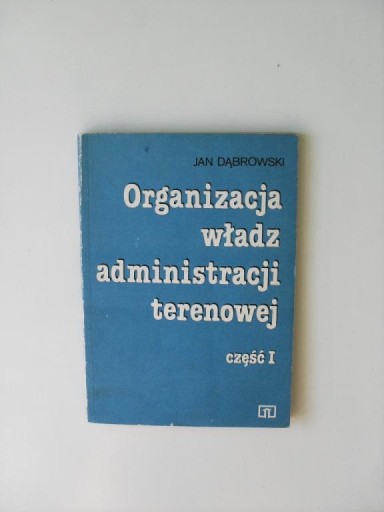 JAN DĄBROWSKI
Organizacja
władz
administracji
terenowej
część I